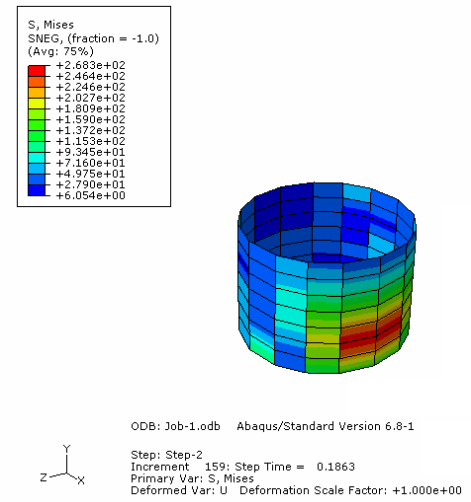 S, Mises
SNEG, (fraction = -1.0)
(Avg: 75%)
+2.683e+02
+2.464e+02
+2.246e+02
+2.027e+02
+1.809e+02
+1.590e+02
+1.372e+02
+1.153e+02
+9.345e+01
+7.160e+01
+4.975e+01
+2.790e+01
+6.054e+00
ODB: Job-1.odb Abaqus/Standard Version 6.8-1
Y
Z X
Step: Step-2
Increment 159: Step Time = 0.1863
Primary Var: S, Mises
Deformed Var: U Deformation Scale Factor: +1.000e+00